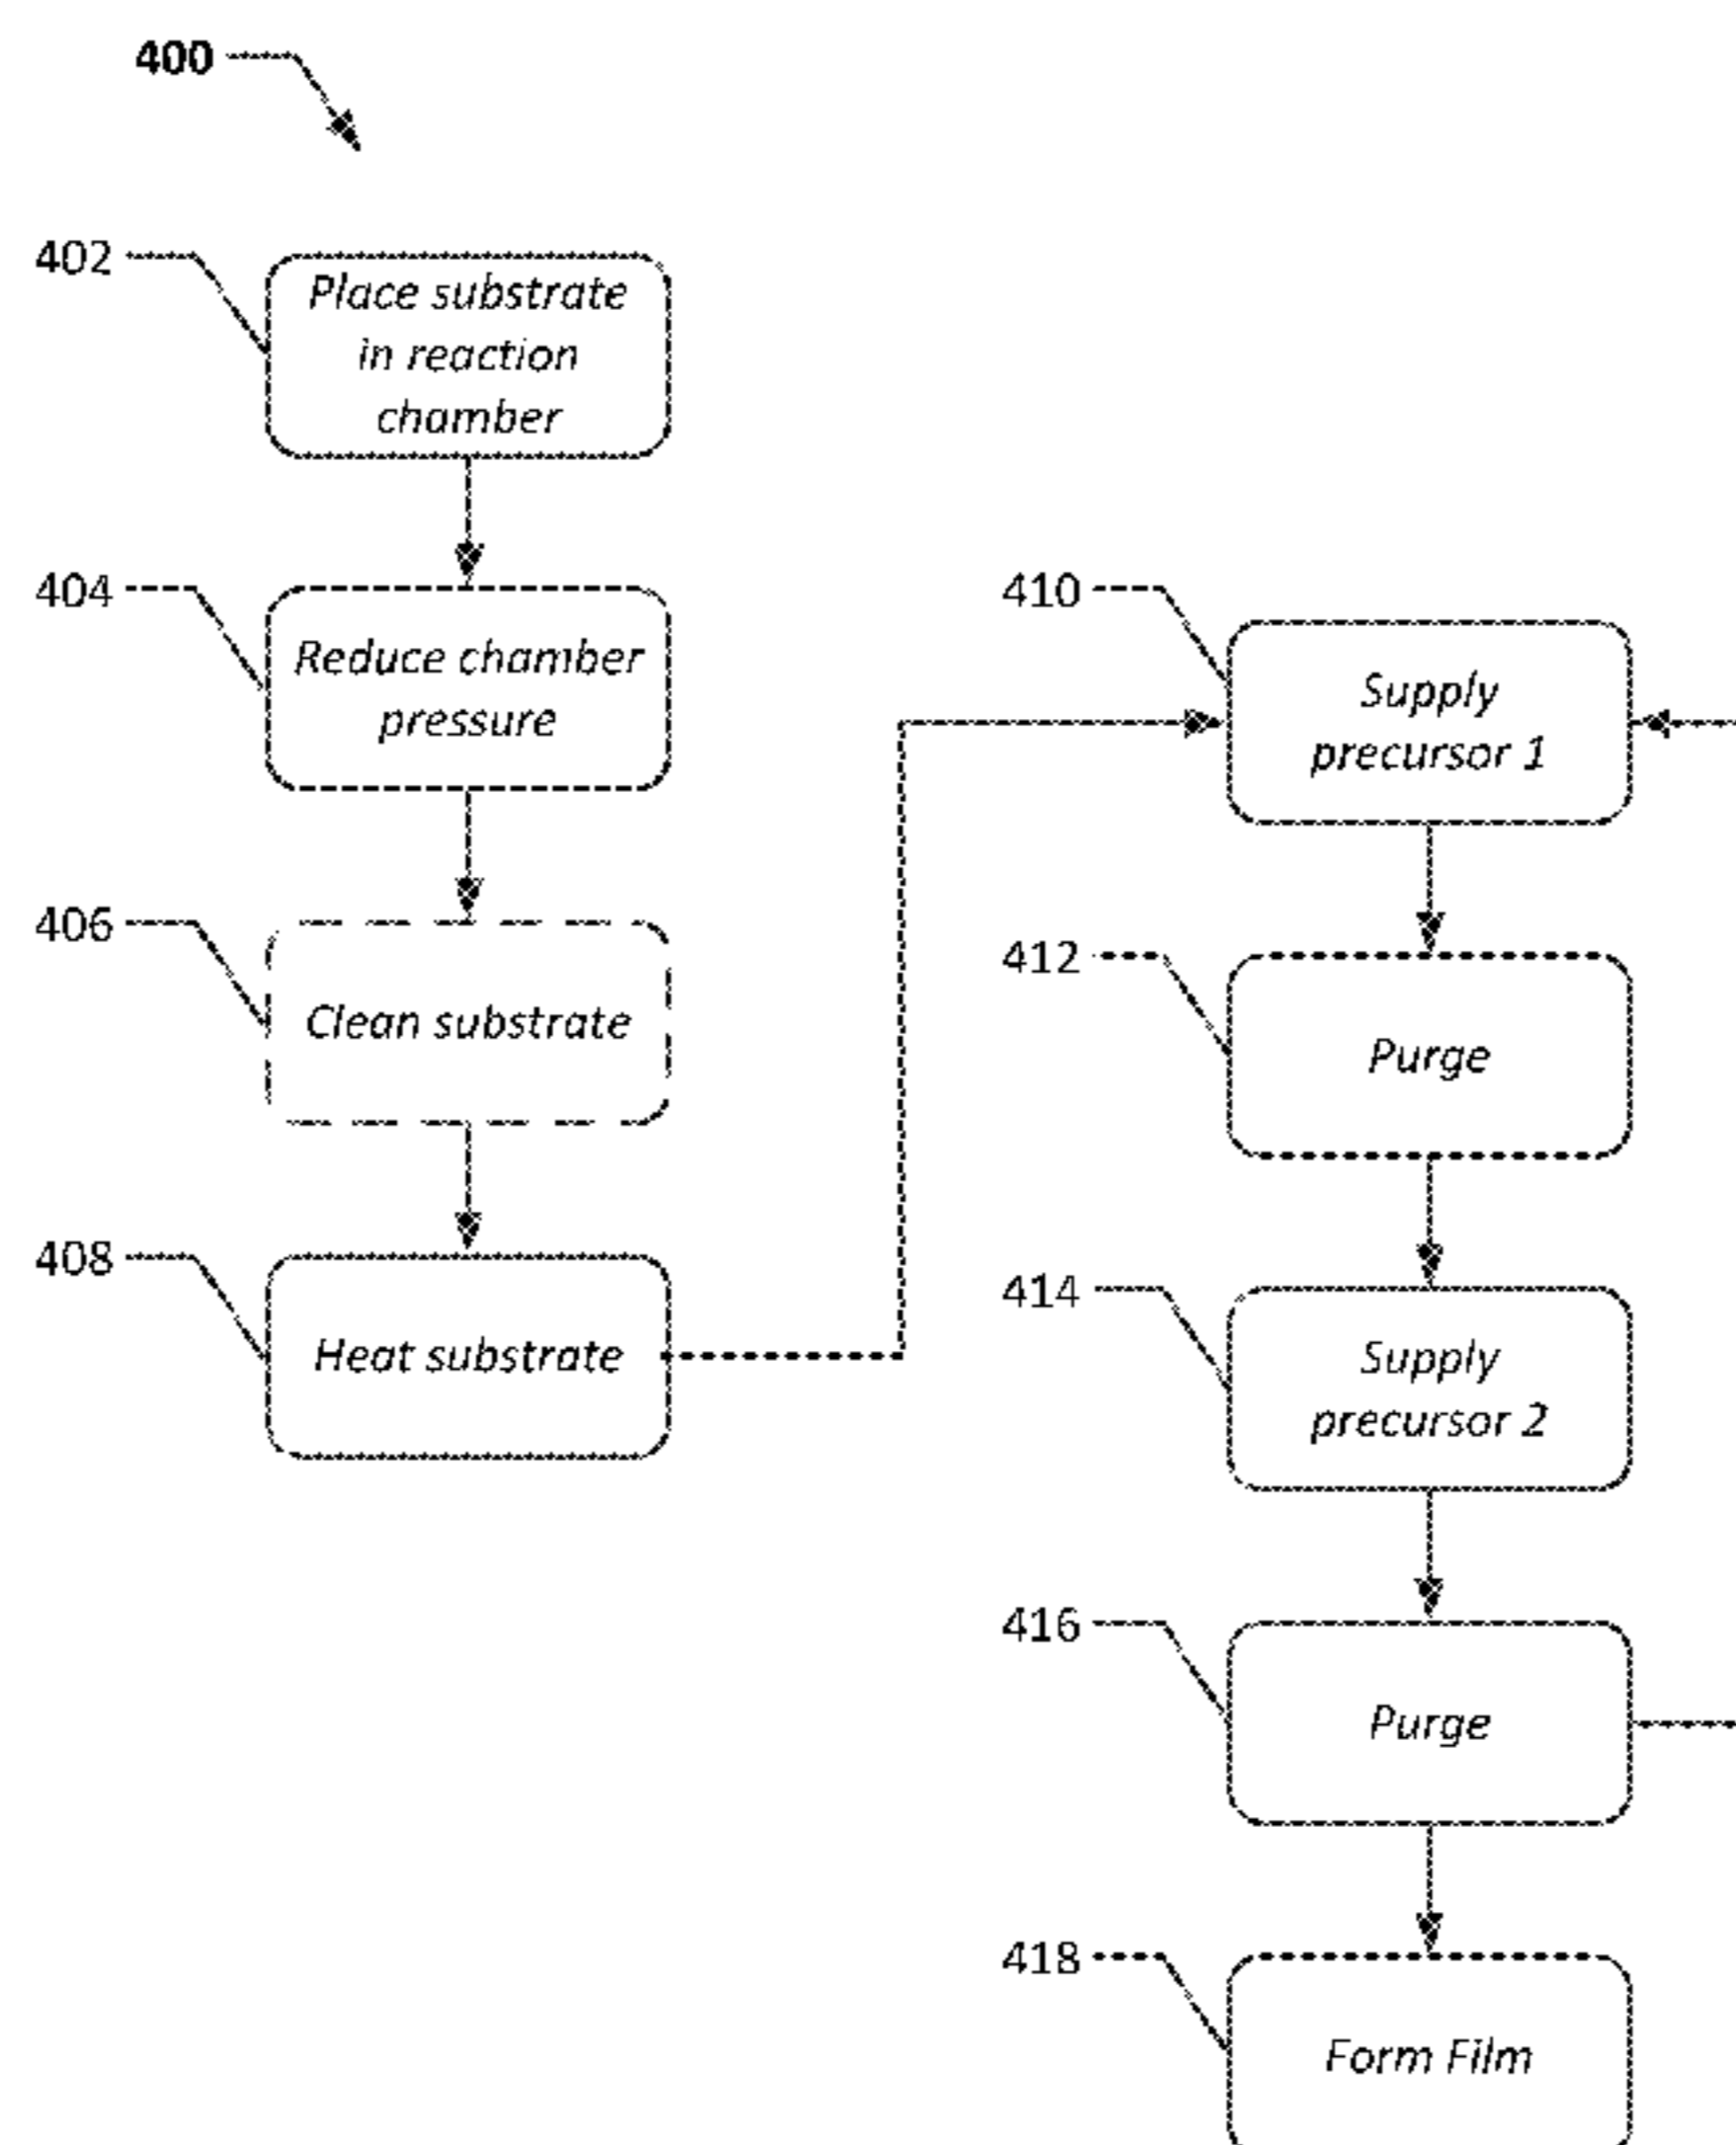 400
402
Place substrate
in reaction
chamber
404
Reduce chamber
pressure
406
Clean substrate
408
Heat substrate
410
Supply
precursor 1
412
Purge
414
Supply
precursor 2
416
Purge
418
Form Film